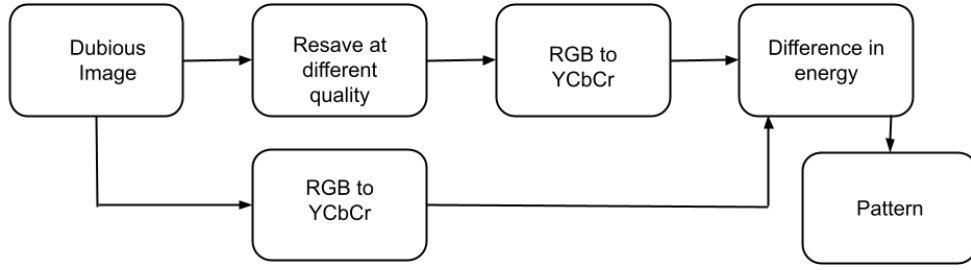 Dubious
Image
Resave at
different
quality
RGB to
YCbCr
Difference in
energy
RGB to
YCbCr
Pattern